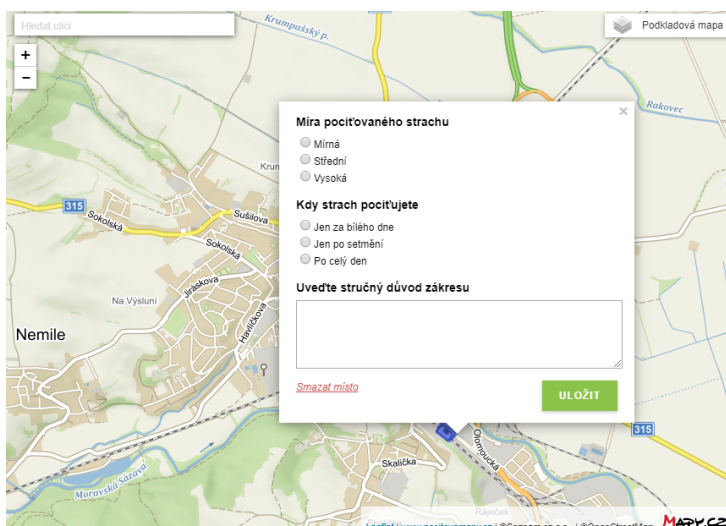 Hledat ulici
Krumpašský p.
Podkladová mapa
+
-
Rakovec
Míra pociťovaného strachu
Mírná
Střední
Vysoká
Kdy strach pociťujete
Jen za bílého dne
Jen po setmění
Po celý den
Uveďte stručný důvod zákresu
Smazat místo
ULOŽIT
315
Sokolská
Sušilova
Sokolská
Jiráskova
Na Výsluní
Havlíčkova
Nemile
Moravská Sázava
Skalička
Olomoucká
315
Ráječek
MAPY.CZ